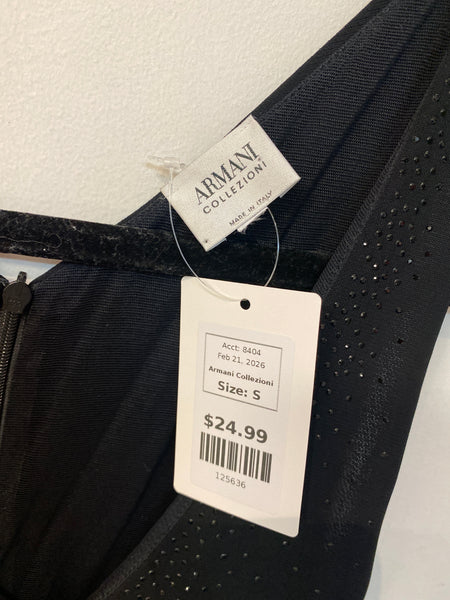 ARMANI
COLLEZIONI
MADE IN ITALY
Acct: 8404
Feb 21, 2026
Armani Collezioni
Size: S
$24.99
125636